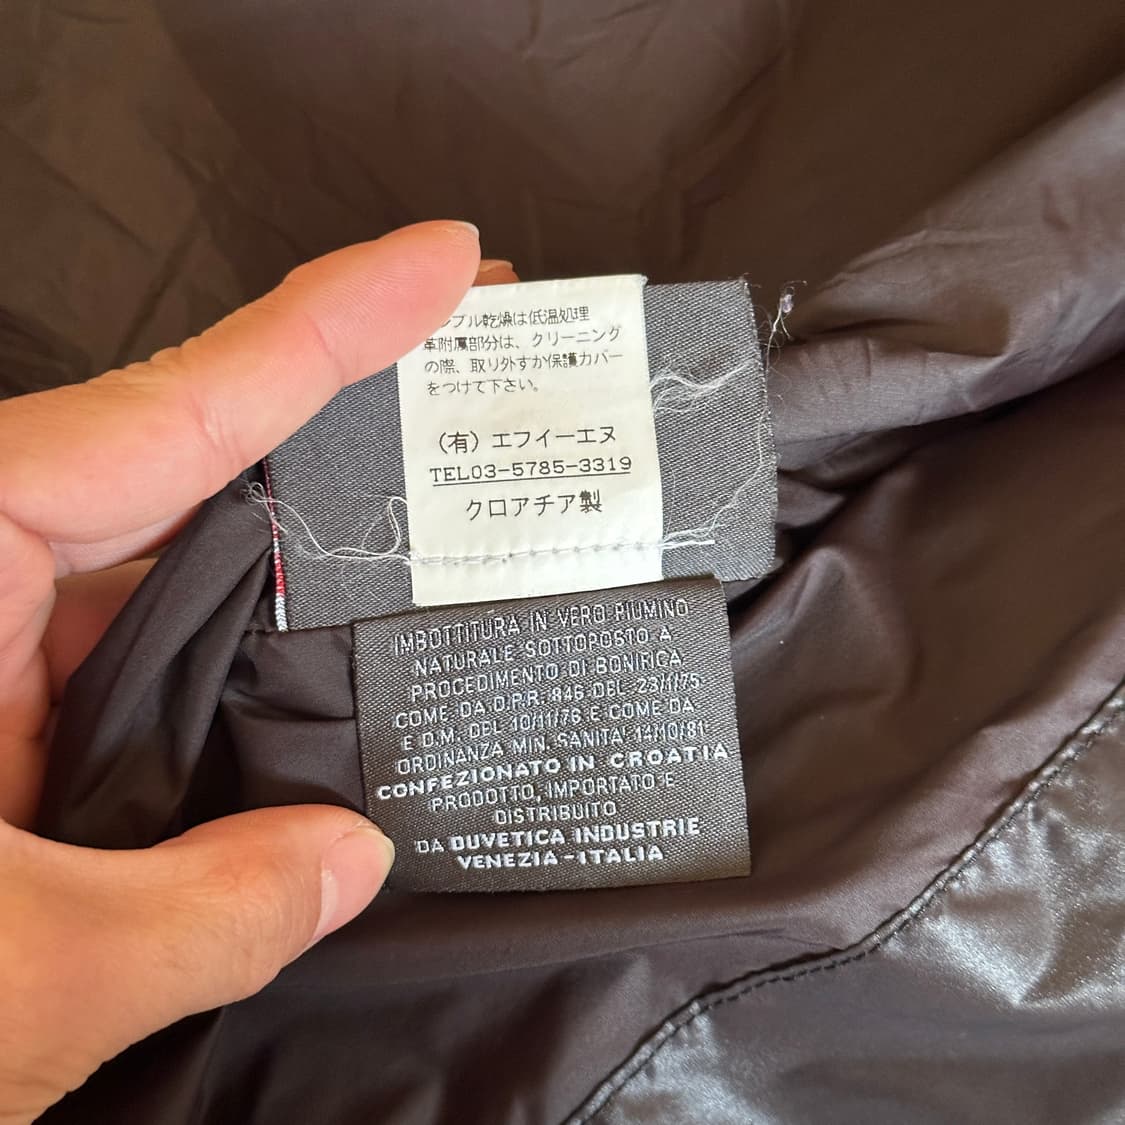 ンブル乾燥は低温処理
革附属部分は、クリーニング
の際、取り外すか保護カバー
をつけて下さい。
(有)エフイーエヌ
TEL03-5785-3319
クロアチア製
IMBOTTITURA IN VERO PIUMINO
NATURALE SOTTOPOSTO A
PROCEDIMENTO DI BONIFICA
COME DA D.P.R. 846 DEL 23/1/75
E D.M. DEL 10/11/76 E COME DA
ORDINANZA MIN. SANITA' 14/10/81
CONFEZIONATO IN CROATIA
PRODOTTO, IMPORTATO E
DISTRIBUITO
DA DUVETICA INDUSTRIE
VENEZIA-ITALIA